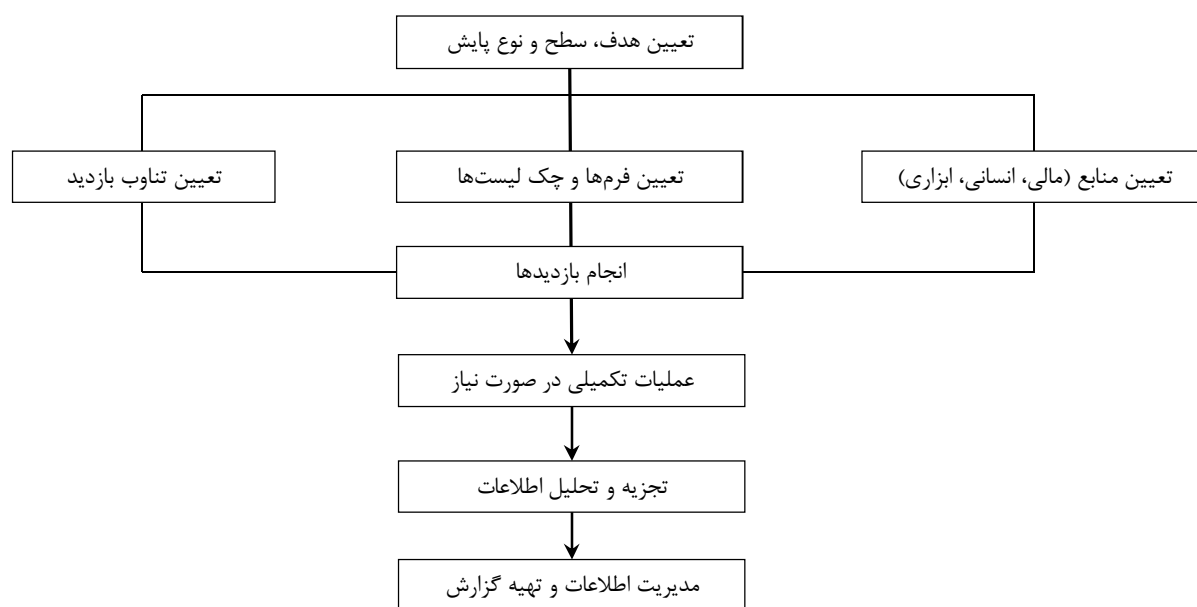 تعیین هدف، سطح و نوع پایش
تعیین منابع (مالی، انسانی، ابزاری)
تعیین فرم‌ها و چک لیست‌ها
تعیین تناوب بازدید
انجام بازدیدها
عملیات تکمیلی در صورت نیاز
تجزیه و تحلیل اطلاعات
مدیریت اطلاعات و تهیه گزارش